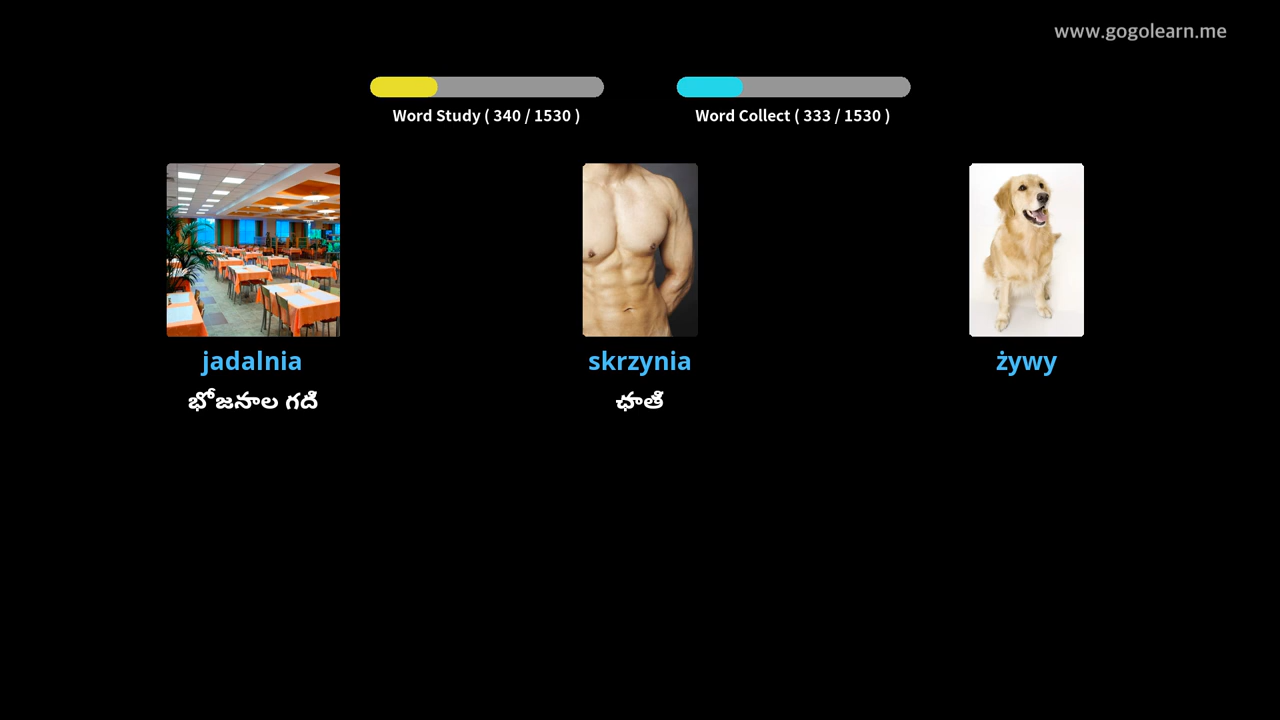 www.gogolearn.me
Word Study ( 340 / 1530 )
Word Collect ( 333 / 1530 )
jadalnia
skrzynia
żywy
భోజనాల గది
ఛాతీ